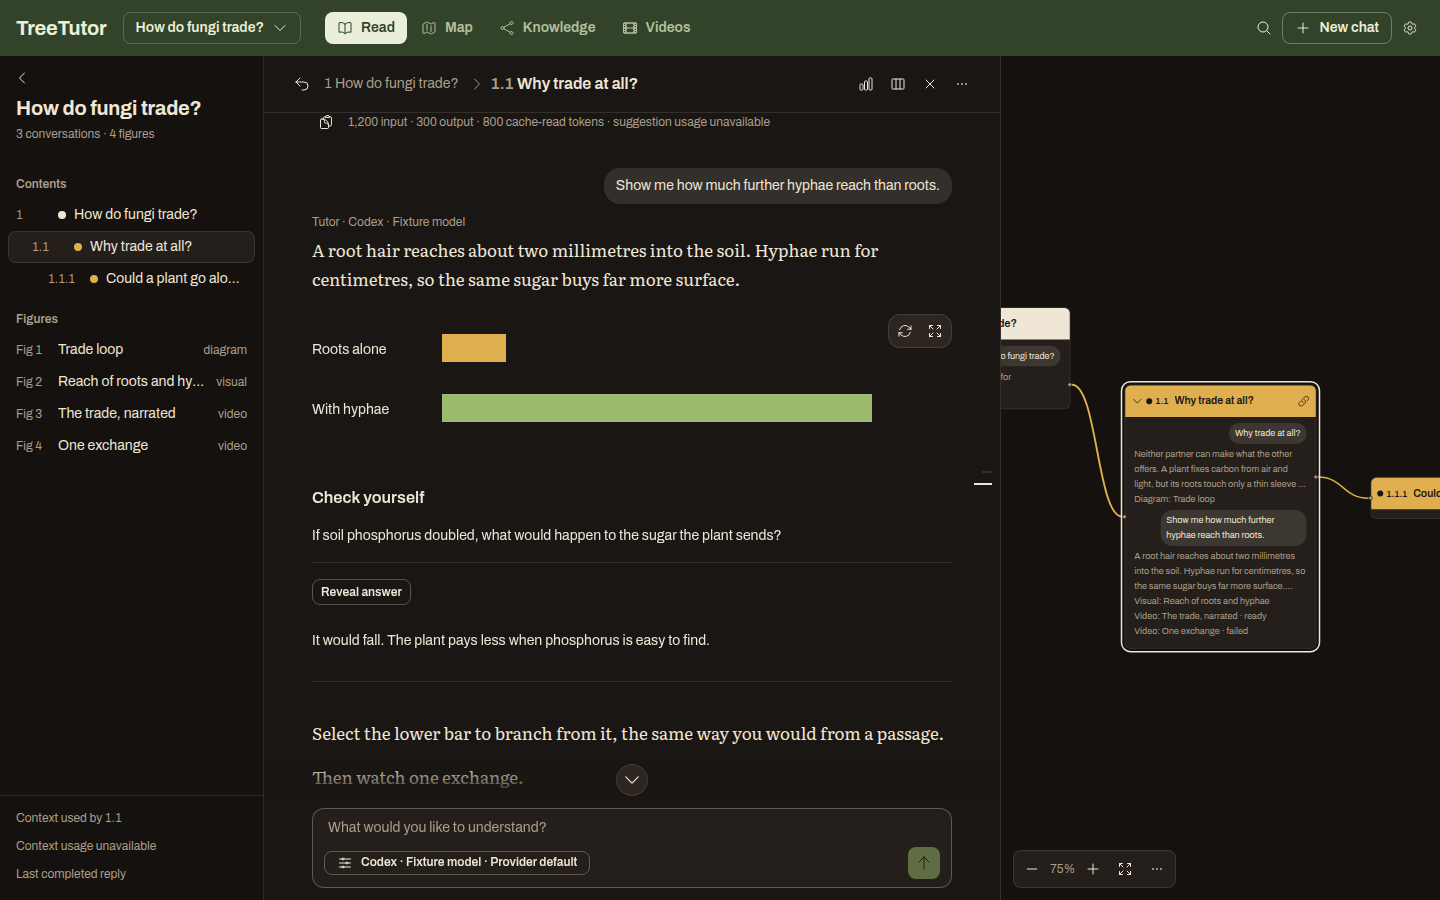 TreeTutor
How do fungi trade?
Read
Map
Knowledge
Videos
New chat
How do fungi trade?
3 conversations · 4 figures
Contents
1 How do fungi trade?
1.1 Why trade at all?
1.1.1 Could a plant go alo...
Figures
Fig 1 Trade loop diagram
Fig 2 Reach of roots and hy... visual
Fig 3 The trade, narrated video
Fig 4 One exchange video
Context used by 1.1
Context usage unavailable
Last completed reply
1 How do fungi trade?
1.1 Why trade at all?
1,200 input · 300 output · 800 cache-read tokens · suggestion usage unavailable
Show me how much further hyphae reach than roots.
Tutor · Codex · Fixture model
A root hair reaches about two millimetres into the soil. Hyphae run for
centimetres, so the same sugar buys far more surface.
Roots alone
With hyphae
Check yourself
If soil phosphorus doubled, what would happen to the sugar the plant sends?
Reveal answer
It would fall. The plant pays less when phosphorus is easy to find.
Select the lower bar to branch from it, the same way you would from a passage.
Then watch one exchange.
What would you like to understand?
Codex · Fixture model · Provider default
de?
o fungi trade?
for
1.1 Why trade at all?
Why trade at all?
Neither partner can make what the other
offers. A plant fixes carbon from air and
light, but its roots touch only a thin sleeve ...
Diagram: Trade loop
Show me how much further
hyphae reach than roots.
A root hair reaches about two millimetres
into the soil. Hyphae run for centimetres, so
the same sugar buys far more surface....
Visual: Reach of roots and hyphae
Video: The trade, narrated · ready
Video: One exchange · failed
1.1.1 Could
75%